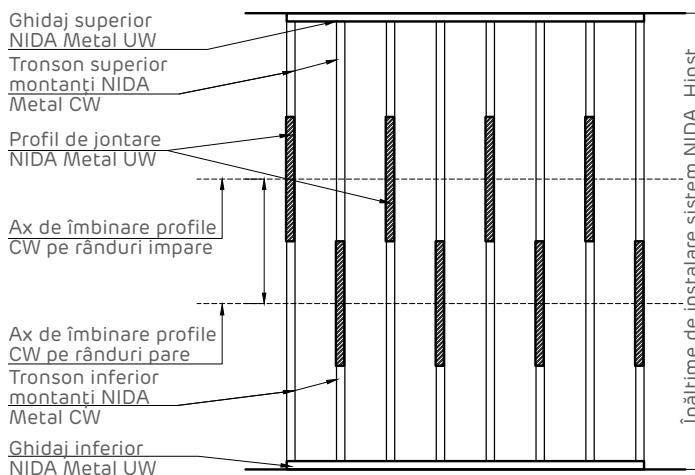 Ghidaj superior
NIDA Metal UW
Tronson superior
montanți NIDA
Metal CW
Profil de jontare
NIDA Metal UW
Ax de îmbinare profile
CW pe rânduri impare
Ax de îmbinare profile
CW pe rânduri pare
Tronson inferior
montanți NIDA
Metal CW
Ghidaj inferior
NIDA Metal UW
Înălțime de instalare sistem NIDA, Hinst